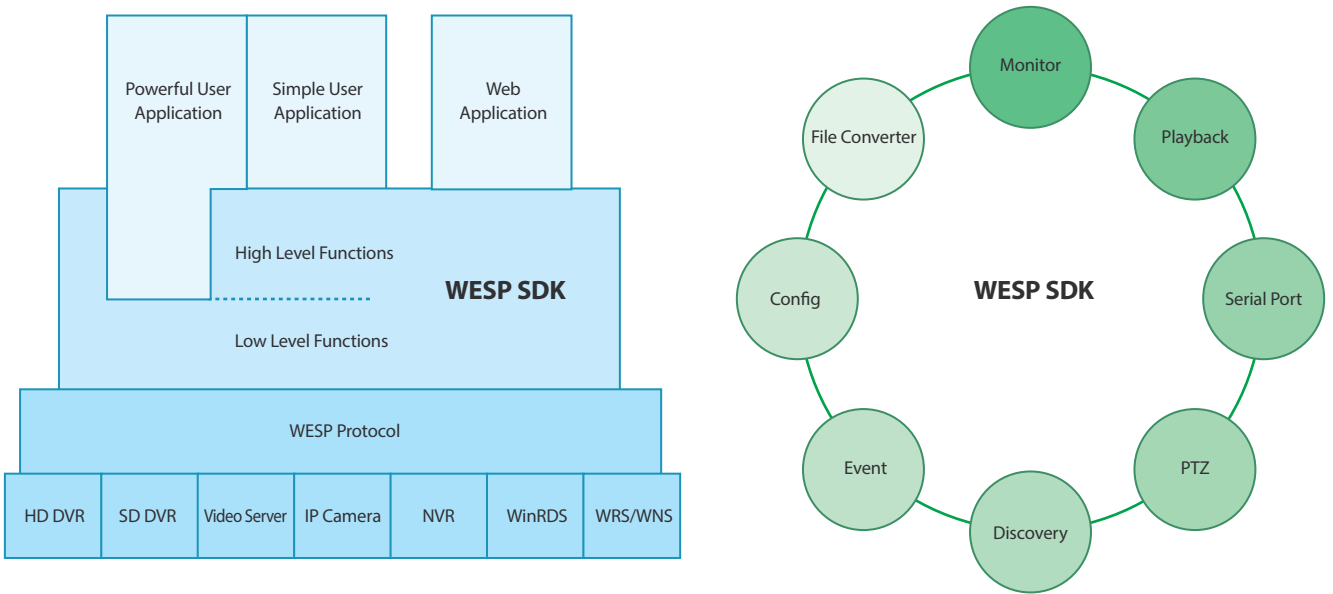 Powerful User
Application
Simple User
Application
Web
Application
High Level Functions
WESP SDK
Low Level Functions
WESP Protocol
HD DVR
SD DVR
Video Server
IP Camera
NVR
WinRDS
WRS/WNS
Monitor
Playback
Serial Port
PTZ
Discovery
Event
Config
File Converter
WESP SDK